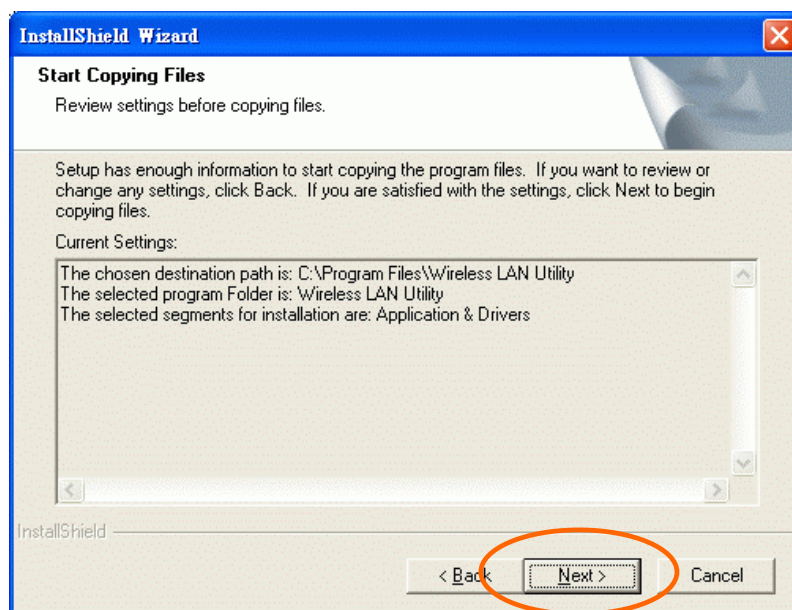 InstallShield Wizard
Start Copying Files
Review settings before copying files.
Setup has enough information to start copying the program files.  If you want to review or
change any settings, click Back.  If you are satisfied with the settings, click Next to begin
copying files.
Current Settings:
The chosen destination path is: C:\Program Files\Wireless LAN Utility
The selected program Folder is: Wireless LAN Utility
The selected segments for installation are: Application & Drivers
InstallShield
< Back
Next >
Cancel